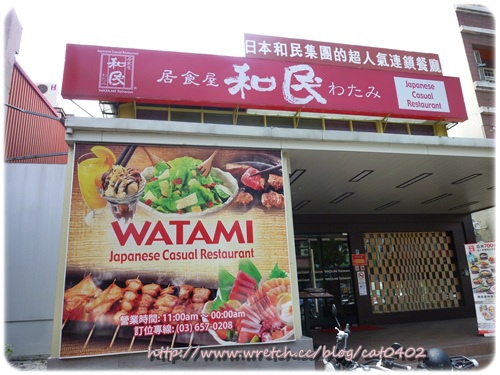 日本和民集團的超人氣連鎖餐廳
和民
居食屋 和民 わたみ
Japanese
Casual
Restaurant
WATAMI
Japanese Casual Restaurant
營業時間: 11:00am ～ 00:00am
訂位專線: (03) 657-0208
http://www.wretch.cc/blog/cat0402